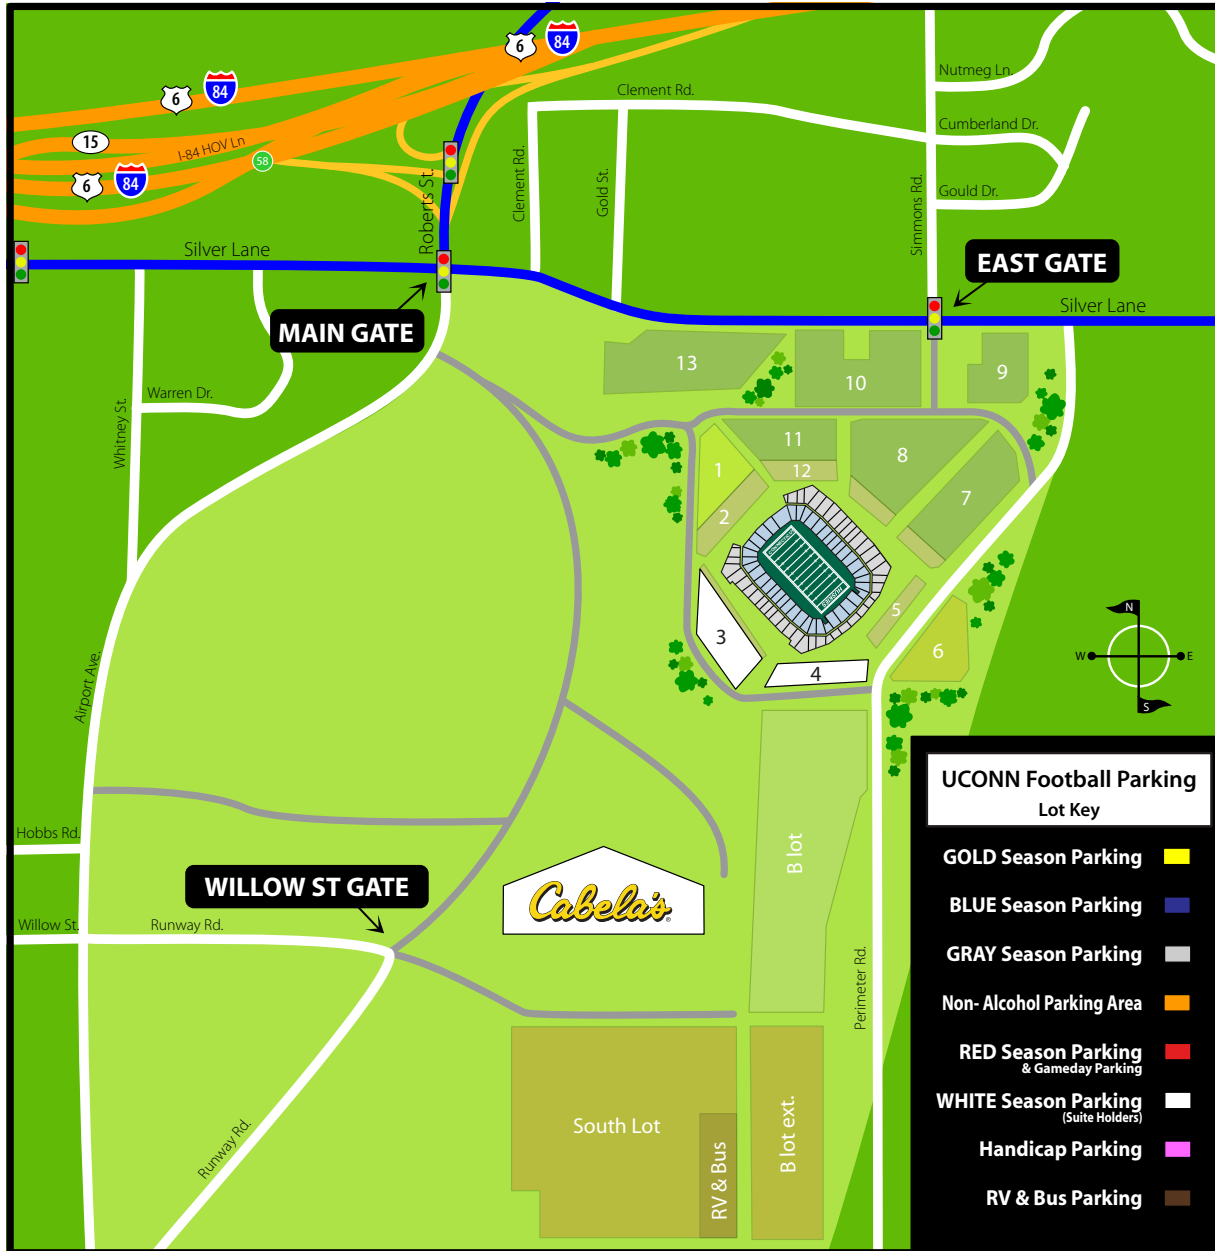 6
84
6
84
15
I-84 HOV Ln
58
6
84
Nutmeg Ln.
Clement Rd.
Cumberland Dr.
Clement Rd.
Gold St.
Simmons Rd.
Gould Dr.
Roberts St.
Silver Lane
EAST GATE
Silver Lane
MAIN GATE
Warren Dr.
Whitney St.
13
10
9
11
12
8
7
1
2
3
4
5
6
Airport Ave.
N
W
E
S
Hobbs Rd.
Willow St.
Runway Rd.
WILLOW ST GATE
Cabela's
B lot
Perimeter Rd.
Runway Rd.
South Lot
RV & Bus
B lot ext.
UCONN Football Parking
Lot Key
GOLD Season Parking
BLUE Season Parking
GRAY Season Parking
Non- Alcohol Parking Area
RED Season Parking
& Gameday Parking
WHITE Season Parking
(Suite Holders)
Handicap Parking
RV & Bus Parking